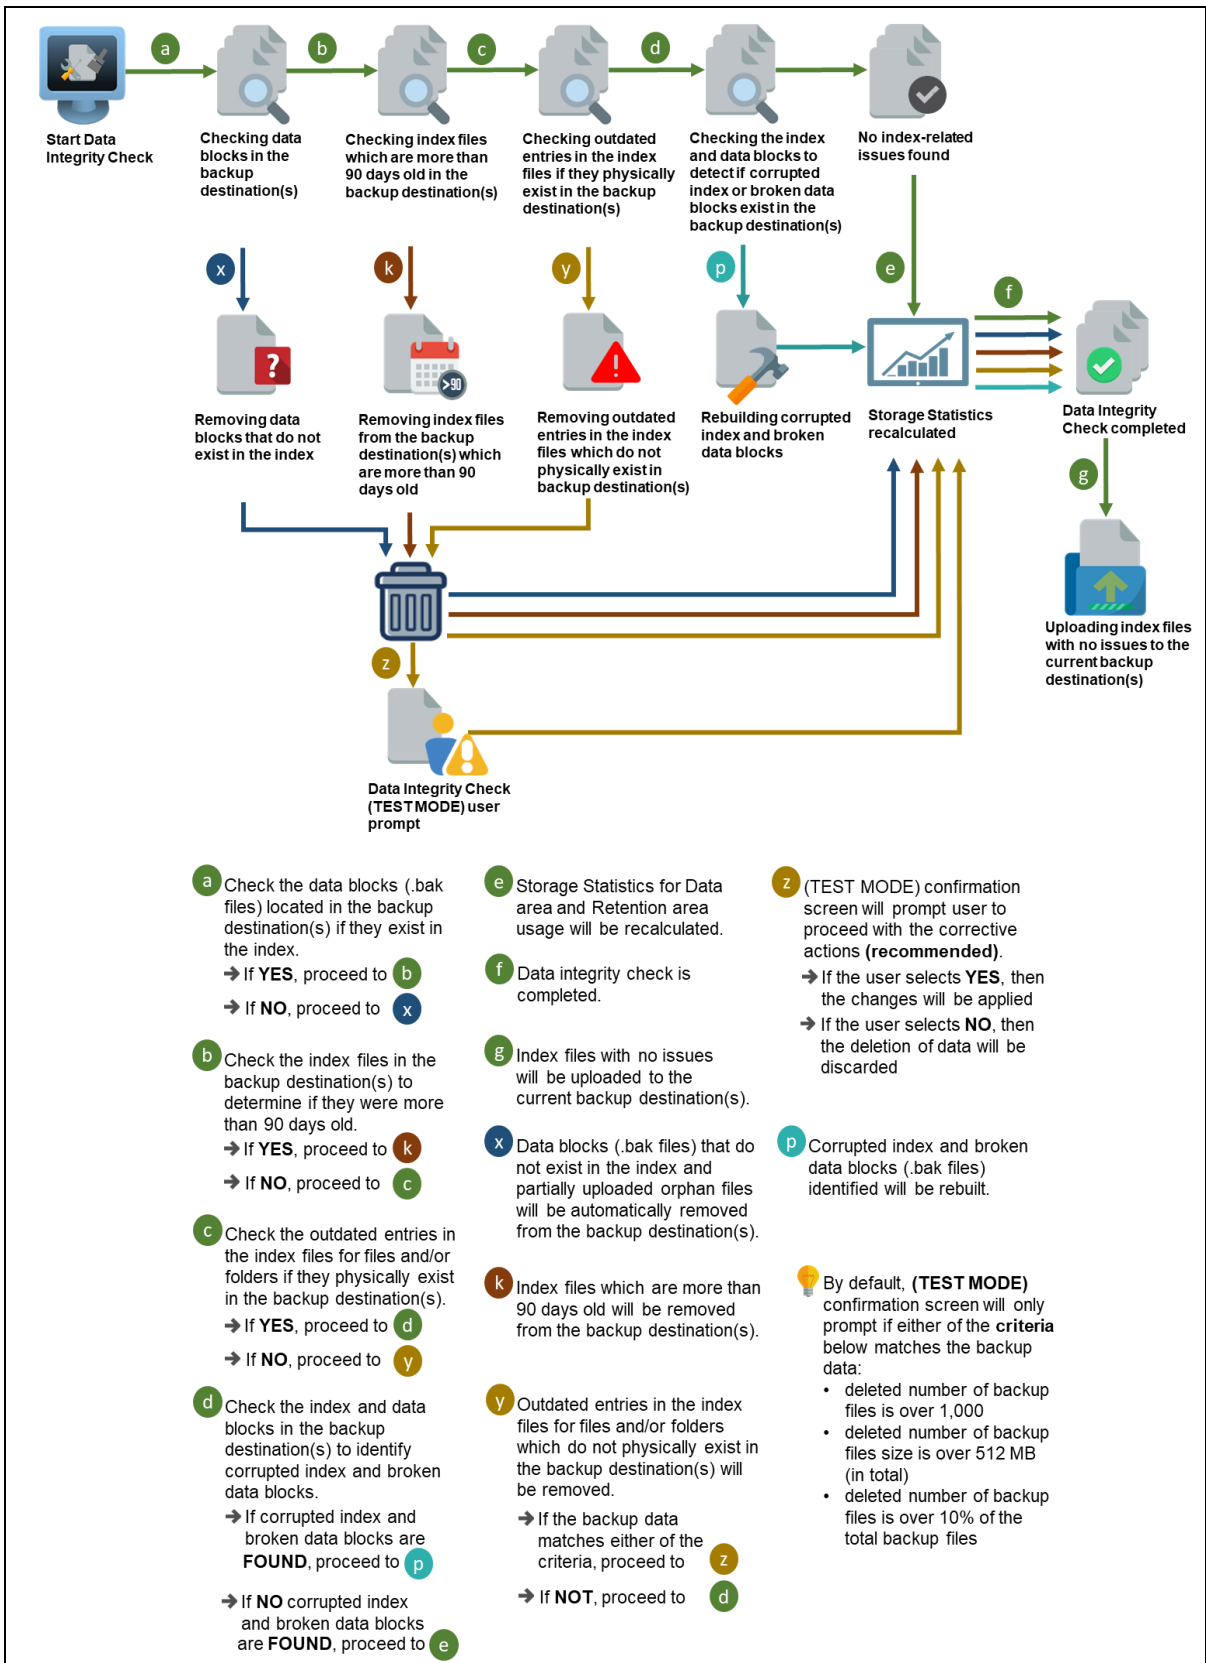 a
b
c
d
Start Data
Integrity Check
Checking data
blocks in the
backup
destination(s)
Checking index files
which are more than
90 days old in the
backup destination(s)
Checking outdated
entries in the index
files if they physically
exist in the backup
destination(s)
Checking the index
and data blocks to
detect if corrupted
index or broken data
blocks exist in the
backup destination(s)
No index-related
issues found
x
k
y
p
e
f
?
>90
!
Removing data
blocks that do not
exist in the index
Removing index files
from the backup
destination(s) which
are more than 90
days old
Removing outdated
entries in the index
files which do not
physically exist in
backup destination(s)
Rebuilding corrupted
index and broken
data blocks
Storage Statistics
recalculated
Data Integrity
Check completed
g
Uploading index files
with no issues to the
current backup
destination(s)
z
!
Data Integrity Check
(TEST MODE) user
prompt
a
Check the data blocks (.bak
files) located in the backup
destination(s) if they exist in
the index.
➔ If YES, proceed to b
➔ If NO, proceed to x
b
Check the index files in the
backup destination(s) to
determine if they were more
than 90 days old.
➔ If YES, proceed to k
➔ If NO, proceed to c
c
Check the outdated entries in
the index files for files and/or
folders if they physically exist
in the backup destination(s).
➔ If YES, proceed to d
➔ If NO, proceed to y
d
Check the index and data
blocks in the backup
destination(s) to identify
corrupted index and broken
data blocks.
➔ If corrupted index and
broken data blocks are
FOUND, proceed to p
➔ If NO corrupted index
and broken data blocks
are FOUND, proceed to e
e
Storage Statistics for Data
area and Retention area
usage will be recalculated.
f
Data integrity check is
completed.
g
Index files with no issues
will be uploaded to the
current backup destination(s).
x
Data blocks (.bak files) that do
not exist in the index and
partially uploaded orphan files
will be automatically removed
from the backup destination(s).
k
Index files which are more than
90 days old will be removed
from the backup destination(s).
y
Outdated entries in the index
files for files and/or folders
which do not physically exist in
the backup destination(s) will
be removed.
➔ If the backup data
matches either of the
criteria, proceed to z
➔ If NOT, proceed to d
z
(TEST MODE) confirmation
screen will prompt user to
proceed with the corrective
actions (recommended).
➔ If the user selects YES, then
the changes will be applied
➔ If the user selects NO, then
the deletion of data will be
discarded
p
Corrupted index and broken
data blocks (.bak files)
identified will be rebuilt.
By default, (TEST MODE)
confirmation screen will only
prompt if either of the criteria
below matches the backup
data:
• deleted number of backup
files is over 1,000
• deleted number of backup
files size is over 512 MB
(in total)
• deleted number of backup
files is over 10% of the
total backup files